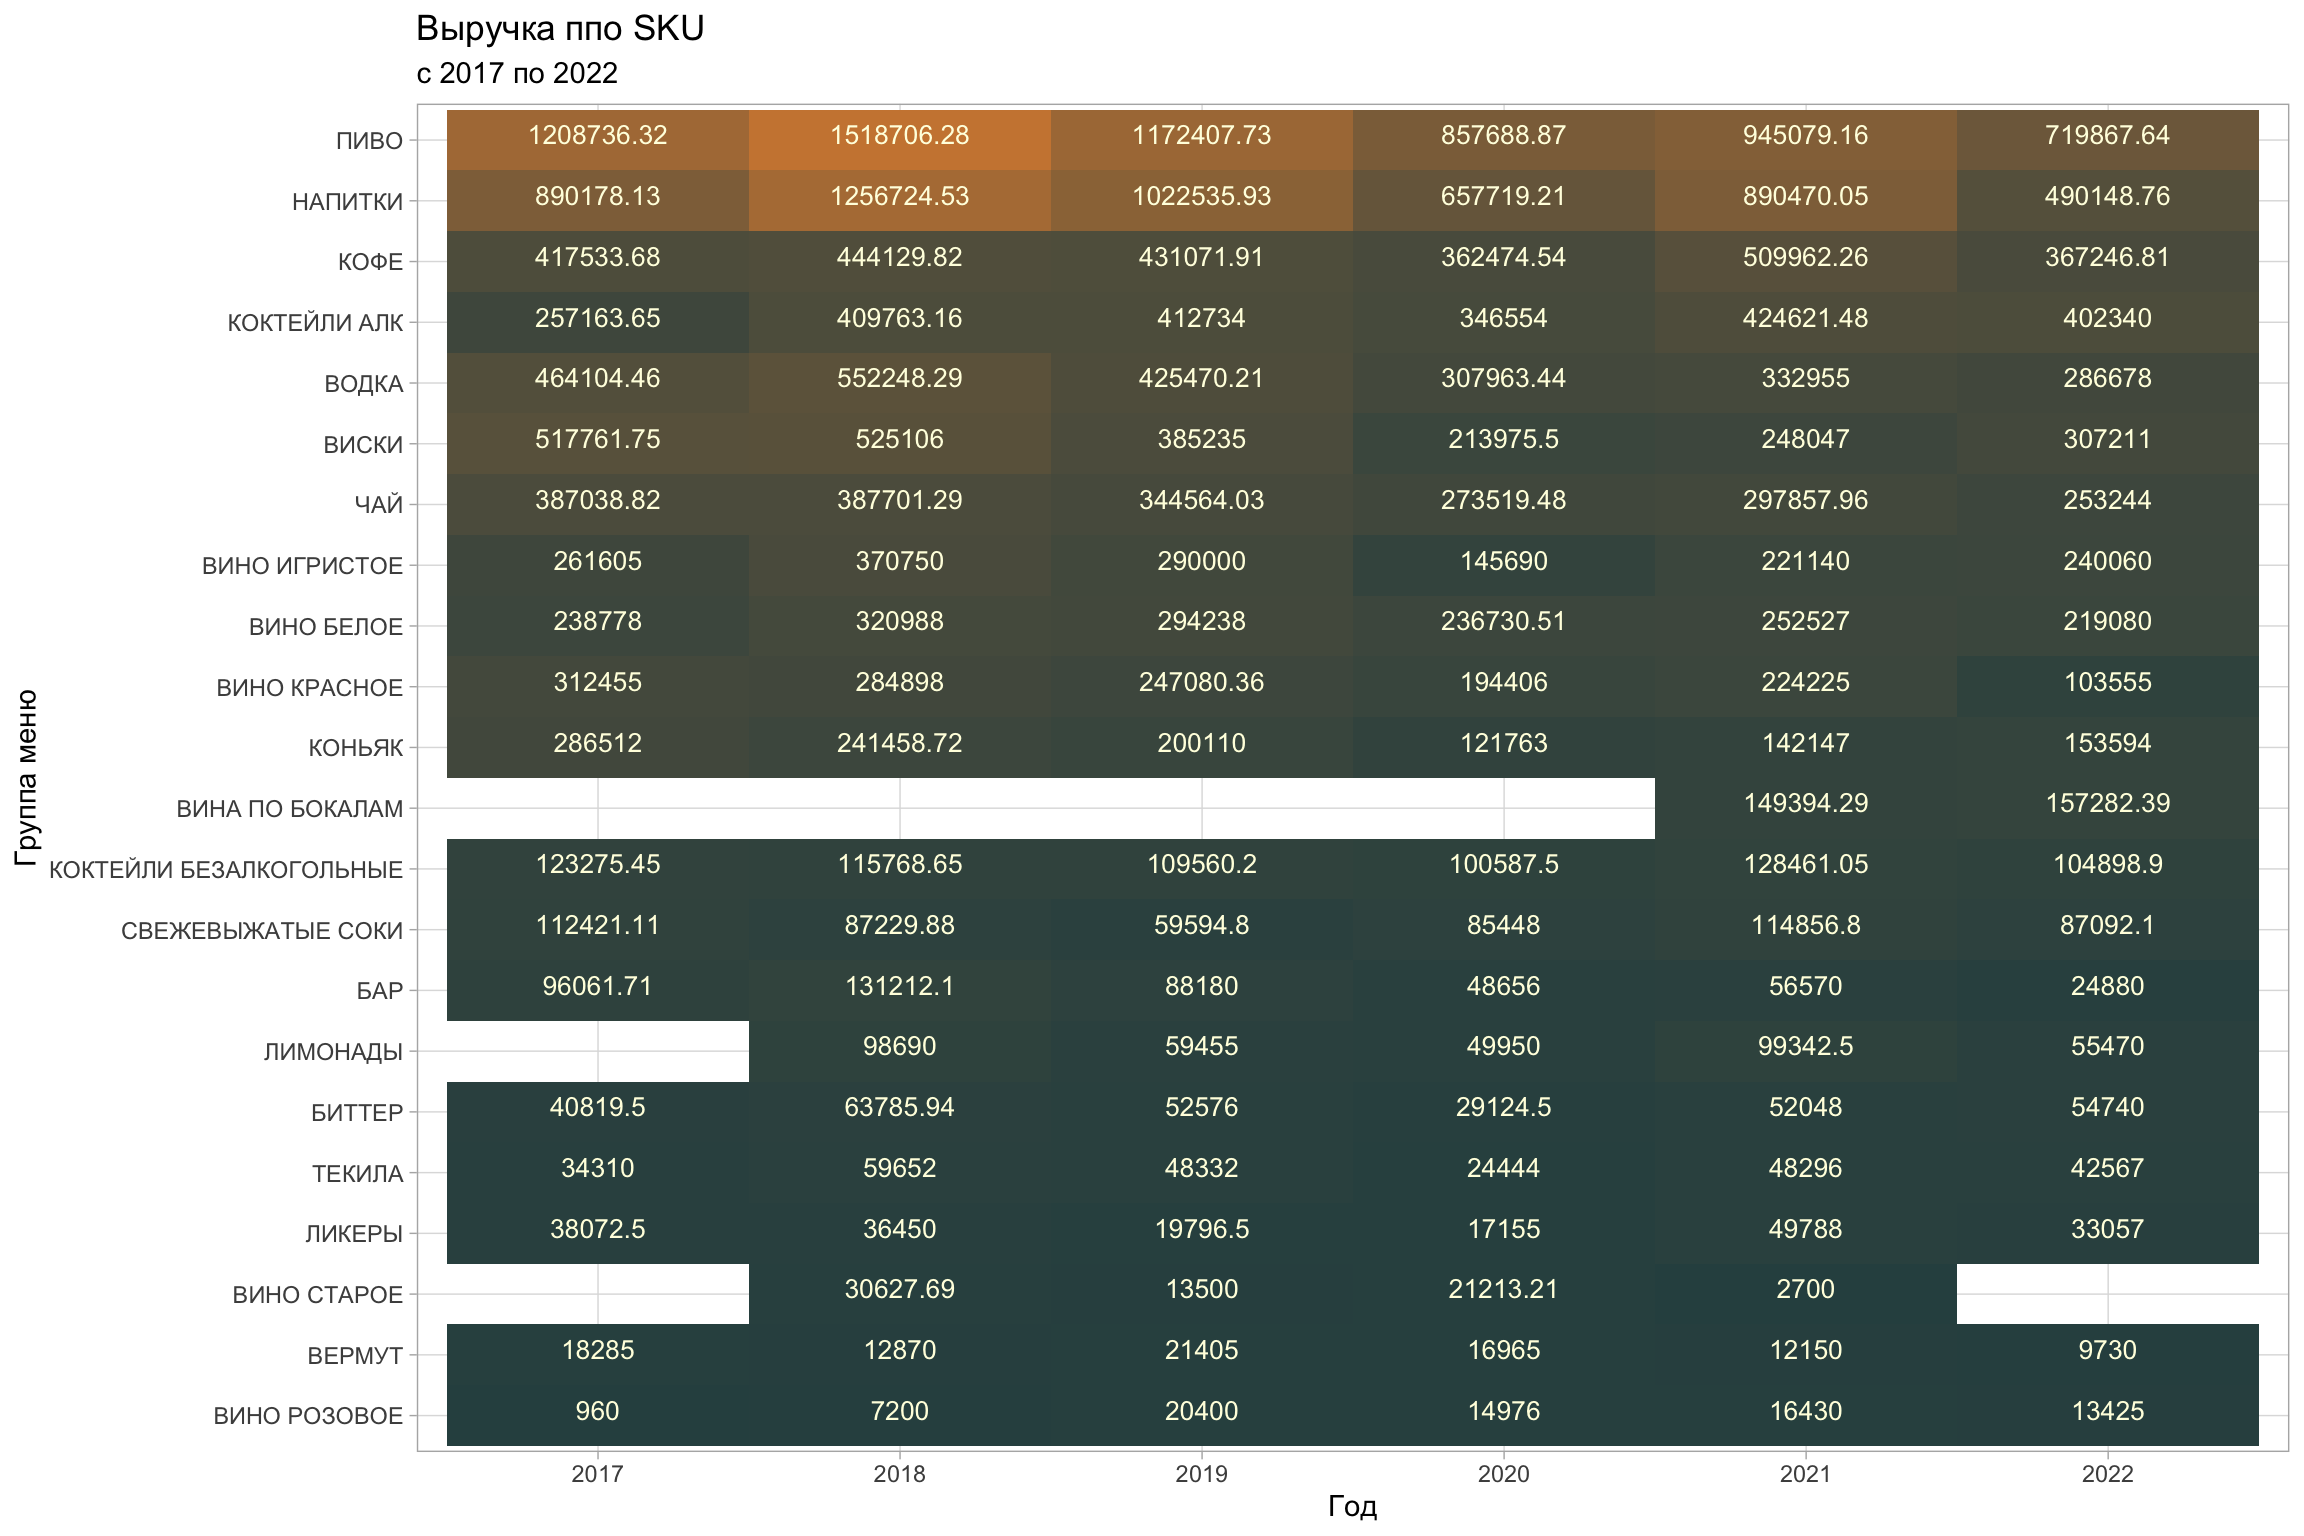 Выручка ппо SKU
с 2017 по 2022
Группа меню
ПИВО 1208736.32 1518706.28 1172407.73 857688.87 945079.16 719867.64
НАПИТКИ 890178.13 1256724.53 1022535.93 657719.21 890470.05 490148.76
КОФЕ 417533.68 444129.82 431071.91 362474.54 509962.26 367246.81
КОКТЕЙЛИ АЛК 257163.65 409763.16 412734 346554 424621.48 402340
ВОДКА 464104.46 552248.29 425470.21 307963.44 332955 286678
ВИСКИ 517761.75 525106 385235 213975.5 248047 307211
ЧАЙ 387038.82 387701.29 344564.03 273519.48 297857.96 253244
ВИНО ИГРИСТОЕ 261605 370750 290000 145690 221140 240060
ВИНО БЕЛОЕ 238778 320988 294238 236730.51 252527 219080
ВИНО КРАСНОЕ 312455 284898 247080.36 194406 224225 103555
КОНЬЯК 286512 241458.72 200110 121763 142147 153594
ВИНА ПО БОКАЛАМ 149394.29 157282.39
КОКТЕЙЛИ БЕЗАЛКОГОЛЬНЫЕ 123275.45 115768.65 109560.2 100587.5 128461.05 104898.9
СВЕЖЕВЫЖАТЫЕ СОКИ 112421.11 87229.88 59594.8 85448 114856.8 87092.1
БАР 96061.71 131212.1 88180 48656 56570 24880
ЛИМОНАДЫ 98690 59455 49950 99342.5 55470
БИТТЕР 40819.5 63785.94 52576 29124.5 52048 54740
ТЕКИЛА 34310 59652 48332 24444 48296 42567
ЛИКЕРЫ 38072.5 36450 19796.5 17155 49788 33057
ВИНО СТАРОЕ 30627.69 13500 21213.21 2700
ВЕРМУТ 18285 12870 21405 16965 12150 9730
ВИНО РОЗОВОЕ 960 7200 20400 14976 16430 13425
2017 2018 2019 2020 2021 2022
Год